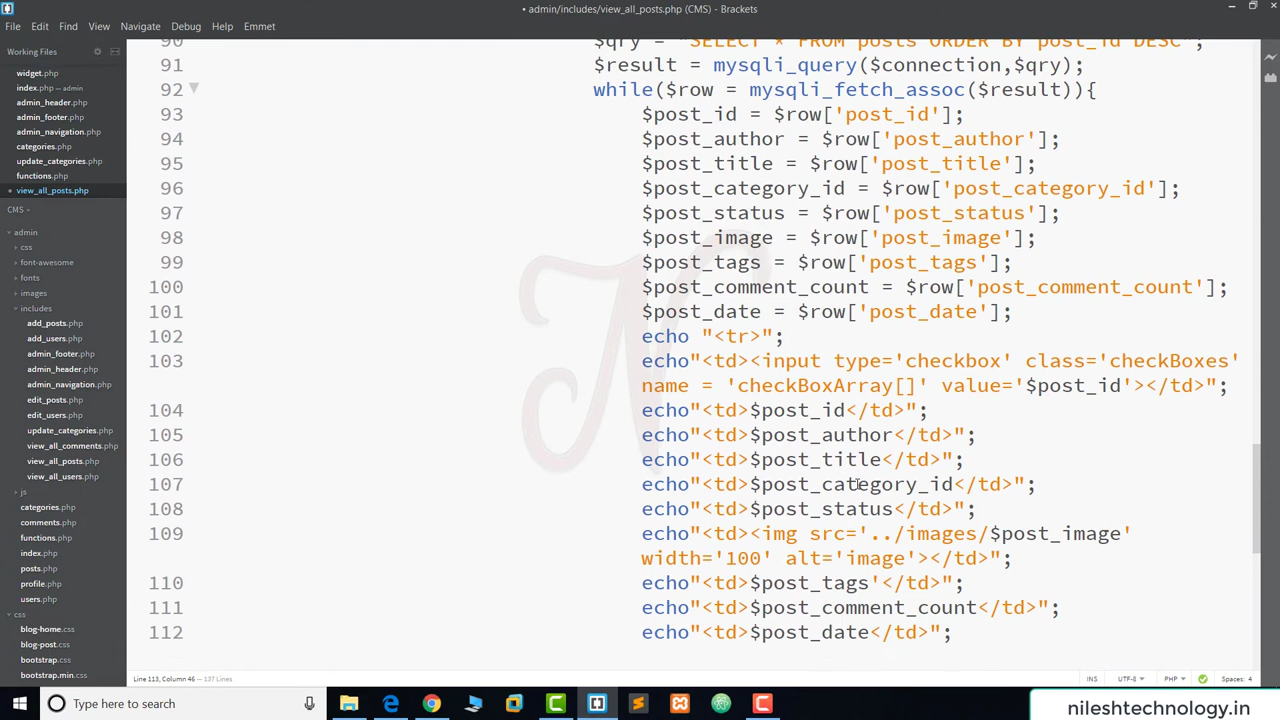 • admin/includes/view_all_posts.php (CMS) - Brackets
File Edit Find View Navigate Debug Help Emmet
Working Files
widget.php
index.php — admin
admin_header.php
admin_footer.php
admin_navigation.php
categories.php
update_categories.php
functions.php
view_all_posts.php
CMS
admin
css
font-awesome
fonts
images
includes
add_posts.php
add_users.php
admin_footer.php
admin_header.php
admin_navigation.php
edit_posts.php
edit_users.php
update_categories.php
view_all_comments.php
view_all_posts.php
view_all_users.php
js
categories.php
comments.php
functions.php
index.php
posts.php
profile.php
users.php
css
blog-home.css
blog-post.css
bootstrap.css
bootstrap.min.css
90 $qry = "SELECT * FROM posts ORDER BY post_id DESC";
91 $result = mysqli_query($connection,$qry);
92 while($row = mysqli_fetch_assoc($result)){
93 $post_id = $row['post_id'];
94 $post_author = $row['post_author'];
95 $post_title = $row['post_title'];
96 $post_category_id = $row['post_category_id'];
97 $post_status = $row['post_status'];
98 $post_image = $row['post_image'];
99 $post_tags = $row['post_tags'];
100 $post_comment_count = $row['post_comment_count'];
101 $post_date = $row['post_date'];
102 echo "<tr>";
103 echo"<td><input type='checkbox' class='checkBoxes'
name = 'checkBoxArray[]' value='$post_id'></td>";
104 echo"<td>$post_id</td>";
105 echo"<td>$post_author</td>";
106 echo"<td>$post_title</td>";
107 echo"<td>$post_category_id</td>";
108 echo"<td>$post_status</td>";
109 echo"<td><img src='../images/$post_image'
width='100' alt='image'></td>";
110 echo"<td>$post_tags'</td>";
111 echo"<td>$post_comment_count</td>";
112 echo"<td>$post_date</td>";
Line 113, Column 46 — 137 Lines
INS UTF-8 PHP Spaces: 4
Type here to search
nileshtechnology.in